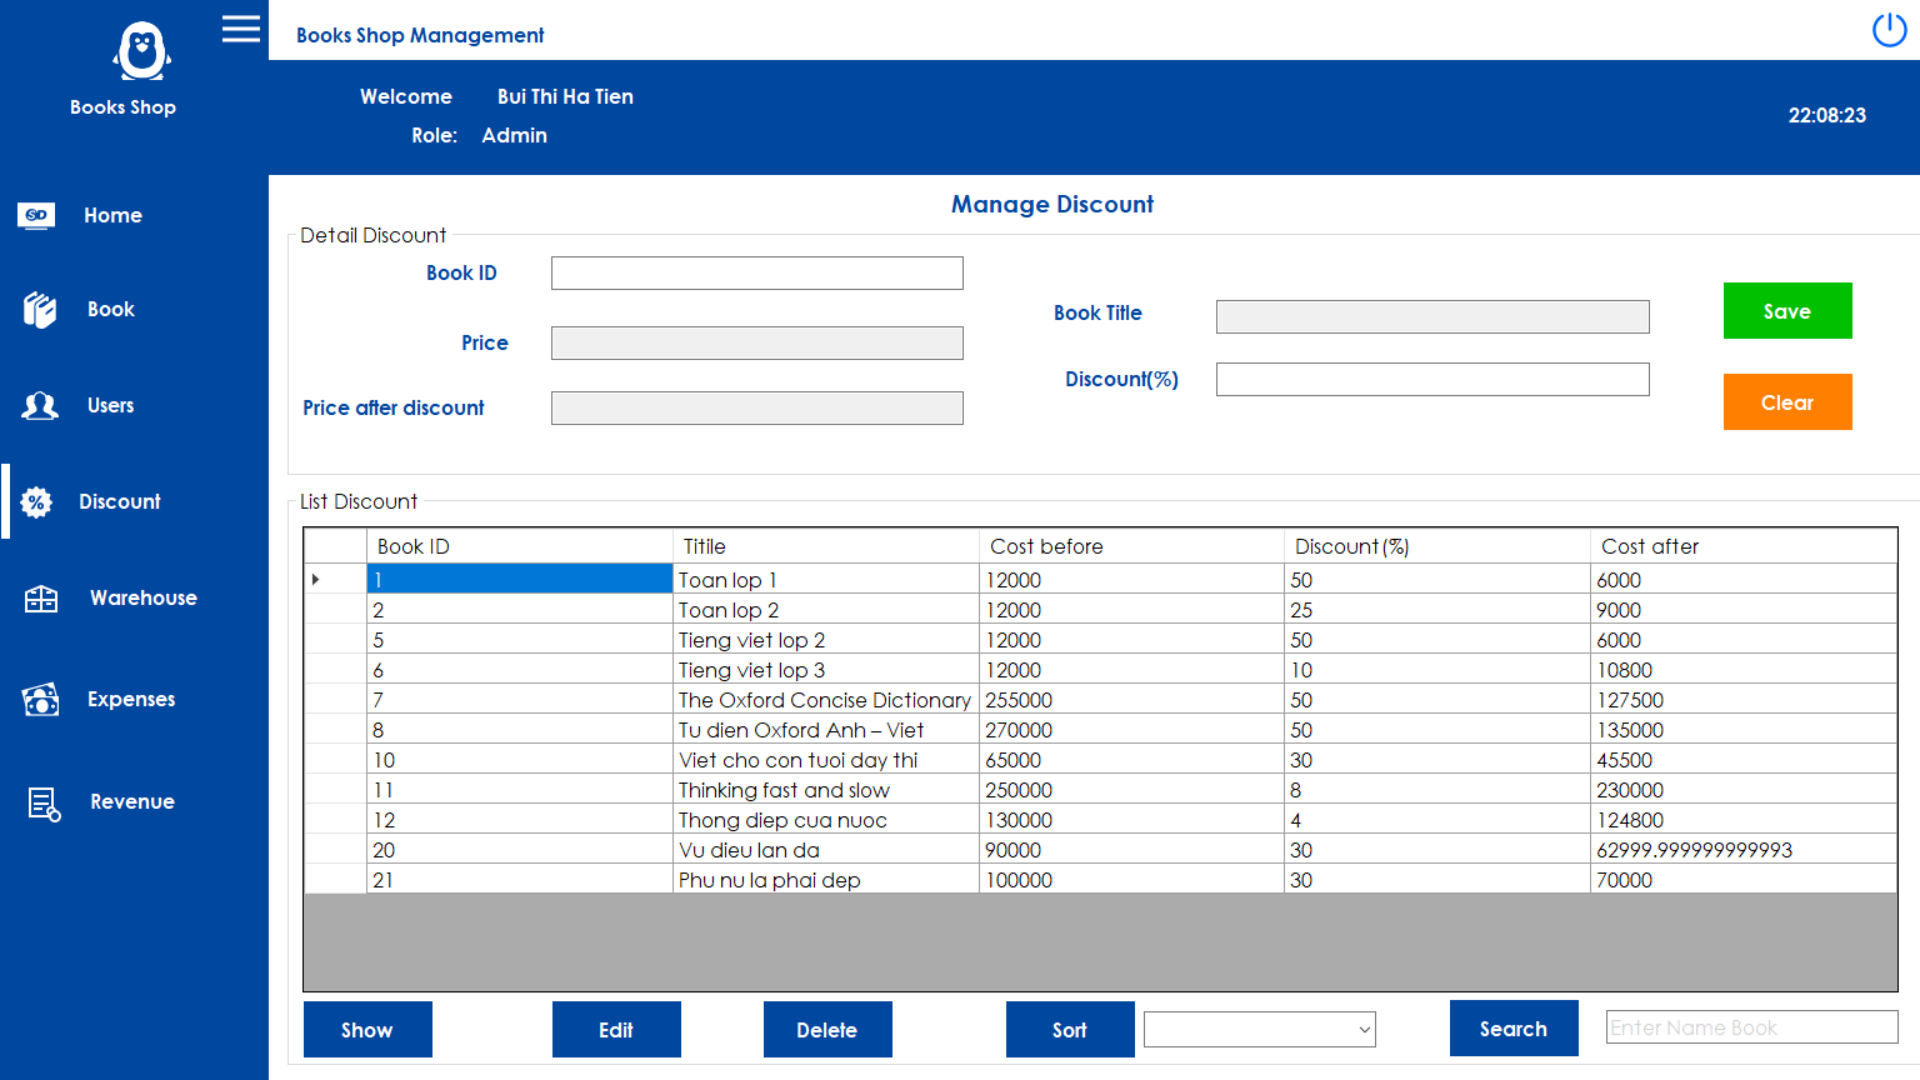 Books Shop
Home
Book
Users
Discount
Warehouse
Expenses
Revenue
Books Shop Management
Welcome Bui Thi Ha Tien
Role: Admin
22:08:23
Manage Discount
Detail Discount
Book ID
Price
Price after discount
Book Title
Discount(%)
Save
Clear
List Discount
Book ID Titile Cost before Discount(%) Cost after
1 Toan lop 1 12000 50 6000
2 Toan lop 2 12000 25 9000
5 Tieng viet lop 2 12000 50 6000
6 Tieng viet lop 3 12000 10 10800
7 The Oxford Concise Dictionary 255000 50 127500
8 Tu dien Oxford Anh – Viet 270000 50 135000
10 Viet cho con tuoi day thi 65000 30 45500
11 Thinking fast and slow 250000 8 230000
12 Thong diep cua nuoc 130000 4 124800
20 Vu dieu lan da 90000 30 62999.999999999993
21 Phu nu la phai dep 100000 30 70000
Show Edit Delete Sort Search Enter Name Book